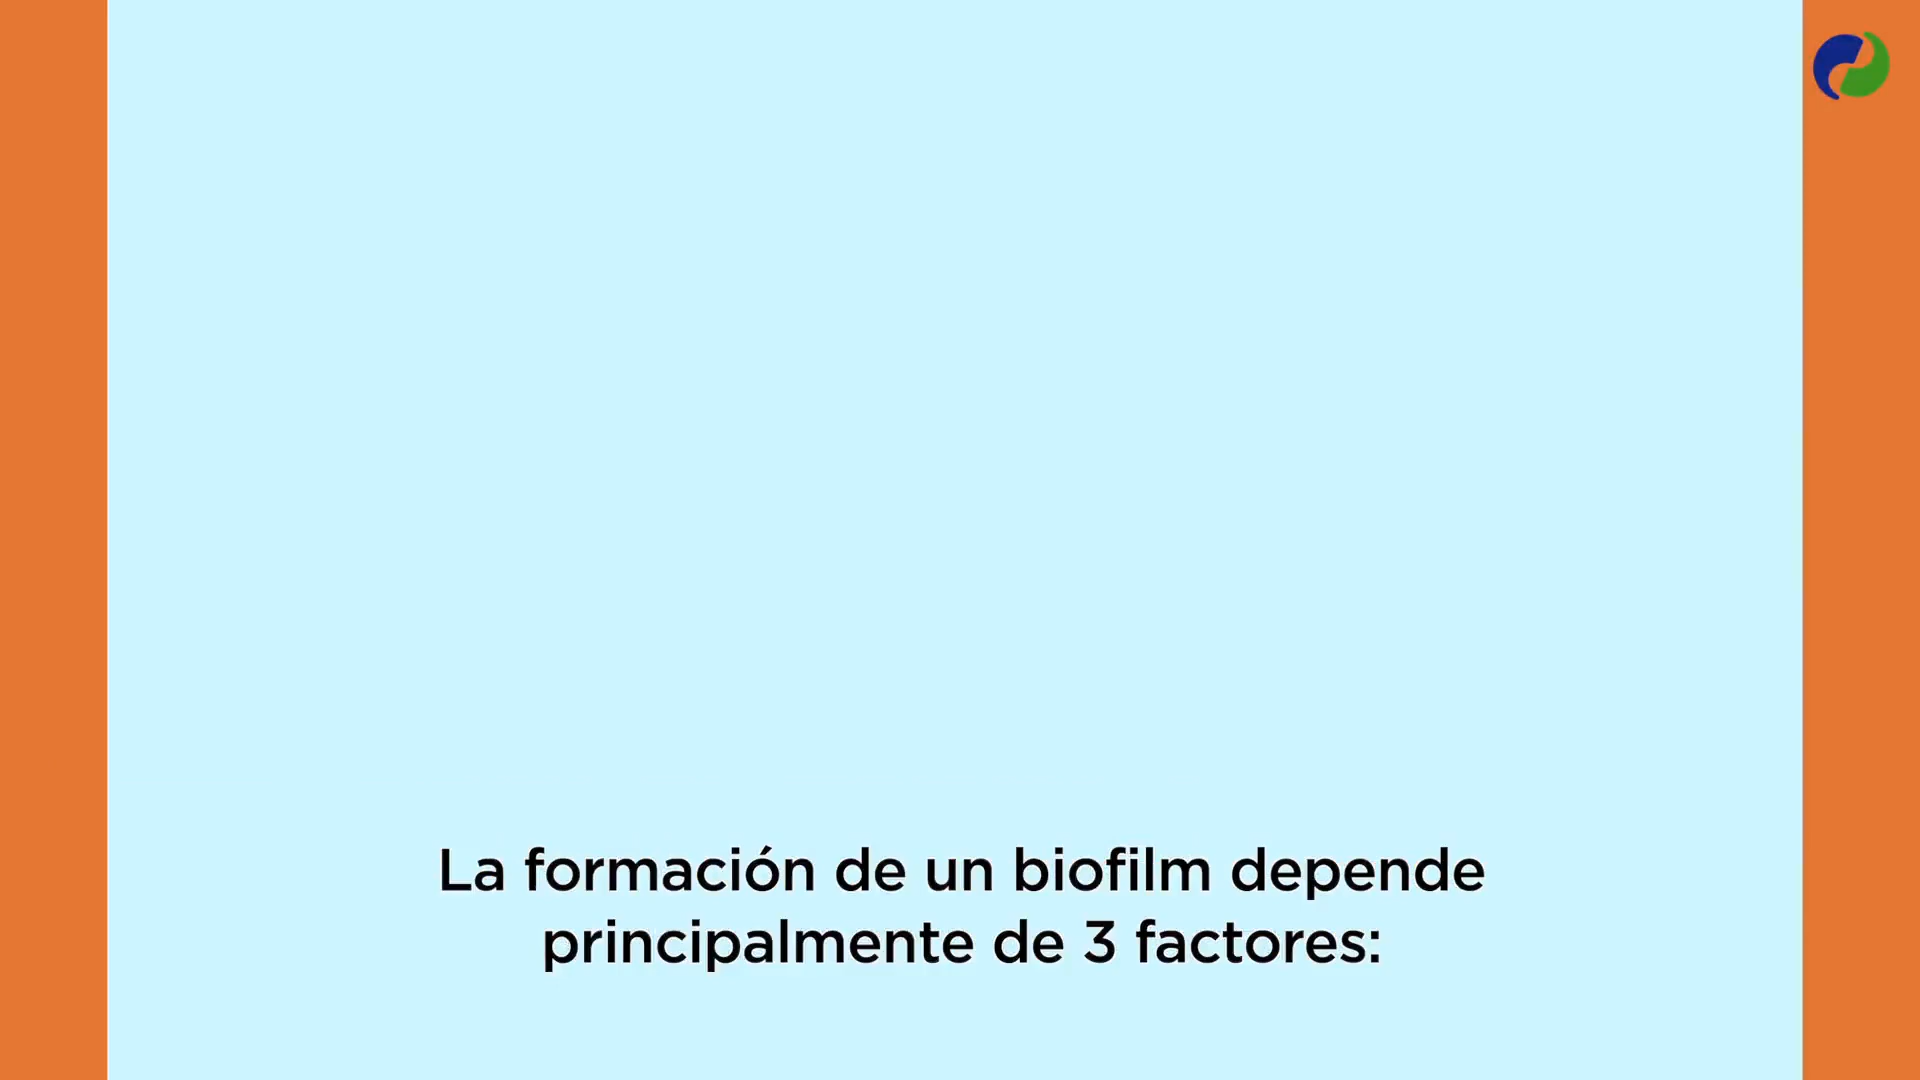 La formación de un biofilm depende
principalmente de 3 factores: